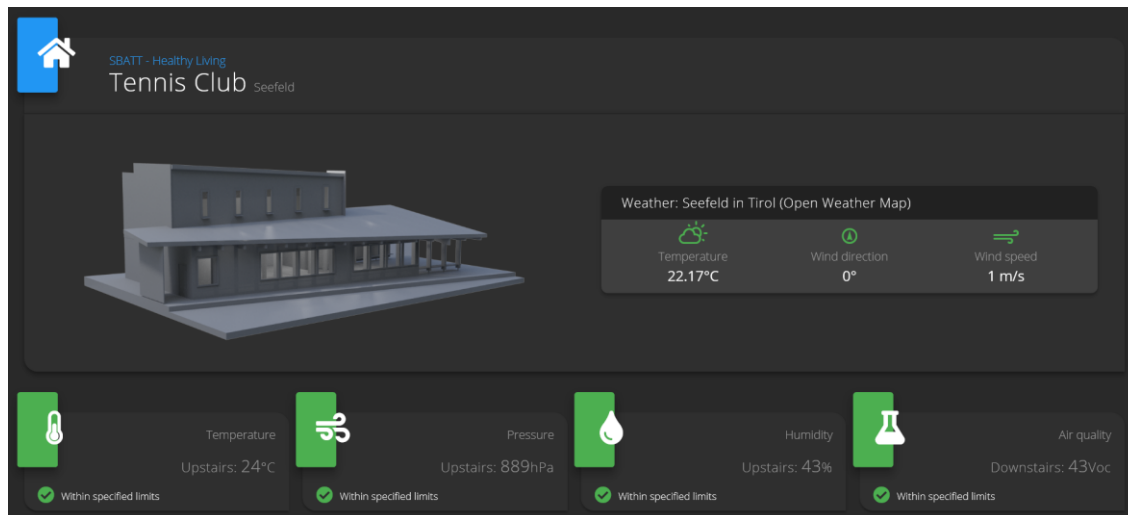 SBATT - Healthy Living
Tennis Club Seefeld
Weather: Seefeld in Tirol (Open Weather Map)
Temperature
Wind direction
Wind speed
22.17°C
0°
1 m/s
Temperature
Upstairs: 24°C
Within specified limits
Pressure
Upstairs: 889hPa
Within specified limits
Humidity
Upstairs: 43%
Within specified limits
Air quality
Downstairs: 43Voc
Within specified limits